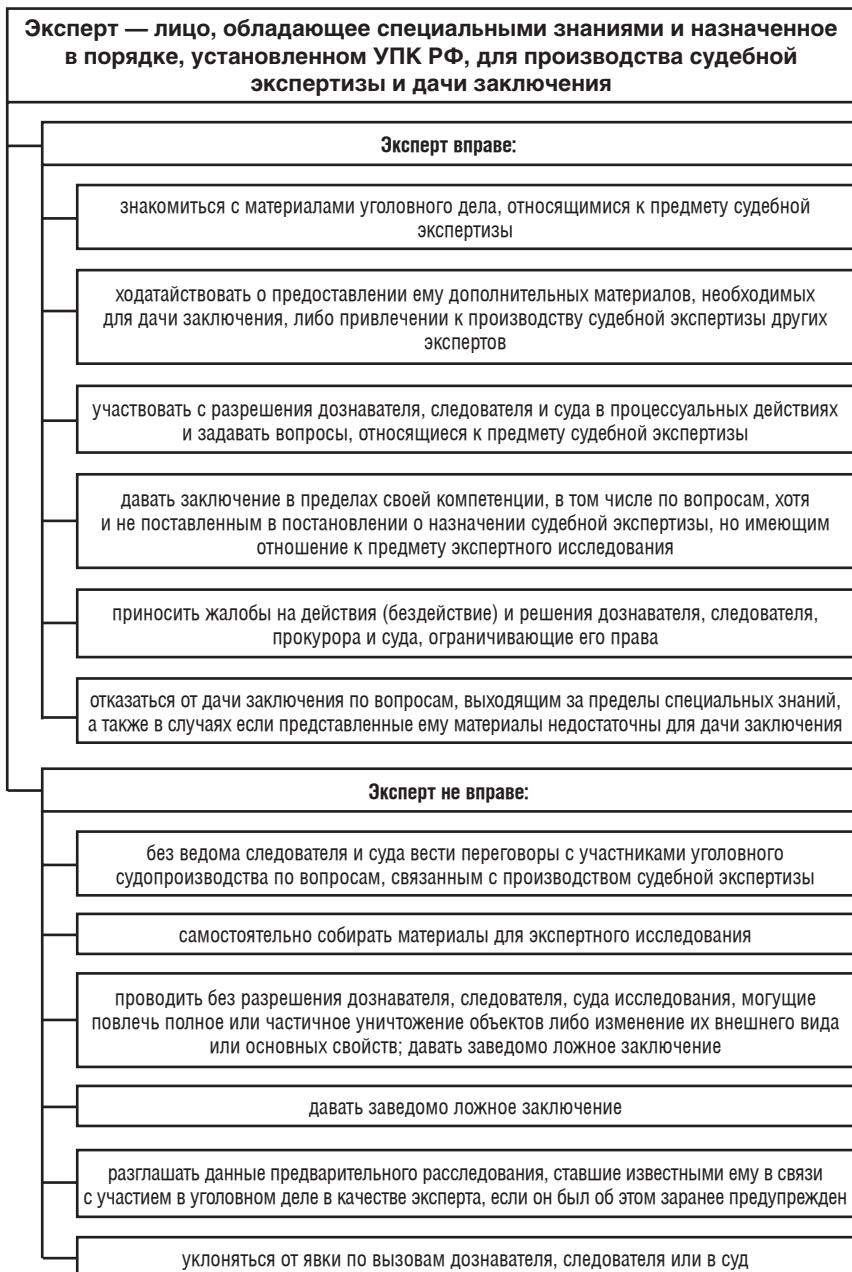 Эксперт — лицо, обладающее специальными знаниями и назначенное
в порядке, установленном УПК РФ, для производства судебной
экспертизы и дачи заключения
Эксперт вправе:
знакомиться с материалами уголовного дела, относящимися к предмету судебной
экспертизы
ходатайствовать о предоставлении ему дополнительных материалов, необходимых
для дачи заключения, либо привлечении к производству судебной экспертизы других
экспертов
участвовать с разрешения дознавателя, следователя и суда в процессуальных действиях
и задавать вопросы, относящиеся к предмету судебной экспертизы
давать заключение в пределах своей компетенции, в том числе по вопросам, хотя
и не поставленным в постановлении о назначении судебной экспертизы, но имеющим
отношение к предмету экспертного исследования
приносить жалобы на действия (бездействие) и решения дознавателя, следователя,
прокурора и суда, ограничивающие его права
отказаться от дачи заключения по вопросам, выходящим за пределы специальных знаний,
а также в случаях если представленные ему материалы недостаточны для дачи заключения
Эксперт не вправе:
без ведома следователя и суда вести переговоры с участниками уголовного
судопроизводства по вопросам, связанным с производством судебной экспертизы
самостоятельно собирать материалы для экспертного исследования
проводить без разрешения дознавателя, следователя, суда исследования, могущие
повлечь полное или частичное уничтожение объектов либо изменение их внешнего вида
или основных свойств; давать заведомо ложное заключение
давать заведомо ложное заключение
разглашать данные предварительного расследования, ставшие известными ему в связи
с участием в уголовном деле в качестве эксперта, если он был об этом заранее предупрежден
уклоняться от явки по вызовам дознавателя, следователя или в суд